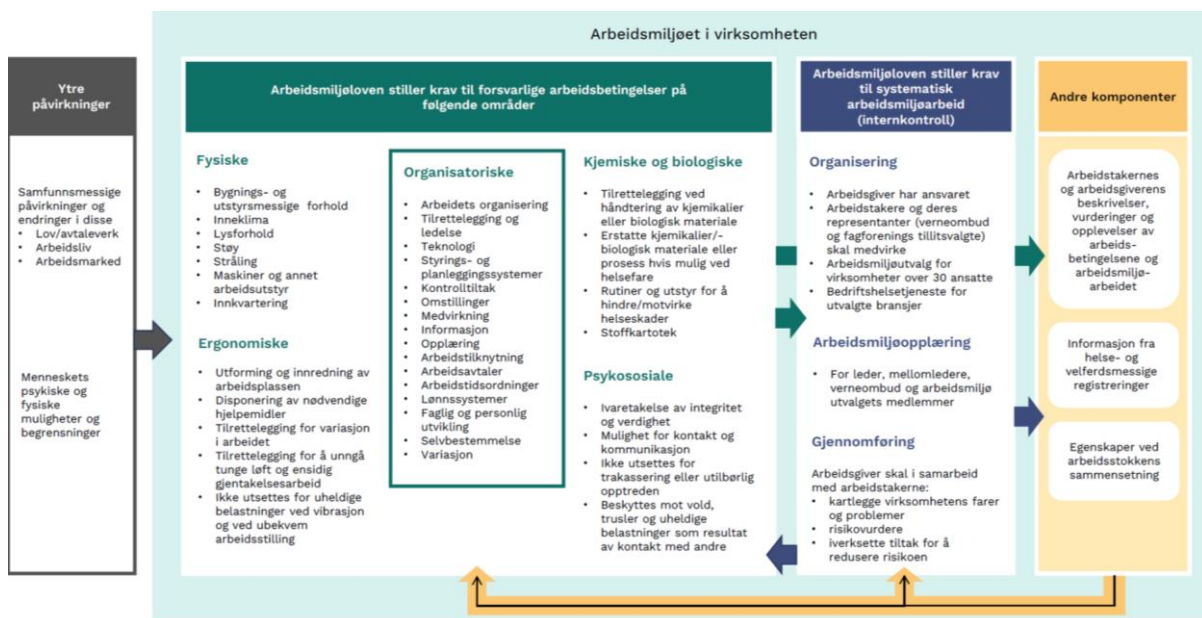 Arbeidsmiljøet i virksomheten
Ytre
påvirkninger
Samfunnsmessige
påvirkninger og
endringer i disse
• Lov/avtaleverk
• Arbeidsliv
• Arbeidsmarked
Menneskets
psykiske og
fysiske
muligheter og
begrensninger
Arbeidsmiljøloven stiller krav til forsvarlige arbeidsbetingelser på
følgende områder
Fysiske
• Bygnings- og
utstyrsmessige forhold
• Inneklima
• Lysforhold
• Støy
• Stråling
• Maskiner og annet
arbeidsutstyr
• Innkvartering
Ergonomiske
• Utforming og innredning av
arbeidsplassen
• Disponering av nødvendige
hjelpemidler
• Tilrettelegging for variasjon
i arbeidet
• Tilrettelegging for å unngå
tunge løft og ensidig
gjentakelsesarbeid
• Ikke utsettes for uheldige
belastninger ved vibrasjon
og ved ubekvem
arbeidsstilling
Organisatoriske
• Arbeidets organisering
• Tilrettelegging og
ledelse
• Teknologi
• Styrings- og
planleggingssystemer
• Kontrolltiltak
• Omstillinger
• Medvirkning
• Informasjon
• Opplæring
• Arbeidstilknytning
• Arbeidsavtaler
• Arbeidstidsordninger
• Lønnssystemer
• Faglig og personlig
utvikling
• Selvbestemmelse
• Variasjon
Kjemiske og biologiske
• Tilrettelegging ved
håndtering av kjemikalier
eller biologisk materiale
• Erstatte kjemikalier/-
biologisk materiale eller
prosess hvis mulig ved
helsefare
• Rutiner og utstyr for å
hindre/motvirke
helseskader
• Stoffkartotek
Psykososiale
• Ivaretakelse av integritet
og verdighet
• Mulighet for kontakt og
kommunikasjon
• Ikke utsettes for
trakassering eller utilbørlig
opptreden
• Beskyttes mot vold,
trusler og uheldige
belastninger som resultat
av kontakt med andre
Arbeidsmiljøloven stiller krav
til systematisk
arbeidsmiljøarbeid
(internkontroll)
Organisering
• Arbeidsgiver har ansvaret
• Arbeidstakere og deres
representanter (verneombud
og fagforenings tillitsvalgte)
skal medvirke
• Arbeidsmiljøutvalg for
virksomheter over 30 ansatte
• Bedriftshelsetjeneste for
utvalgte bransjer
Arbeidsmiljøopplæring
• For leder, mellomledere,
verneombud og arbeidsmiljø
utvalgets medlemmer
Gjennomføring
Arbeidsgiver skal i samarbeid
med arbeidstakerne:
• kartlegge virksomhetens farer
og problemer
• risikovurdere
• iverksette tiltak for å
redusere risikoen
Andre komponenter
Arbeidstakernes
og arbeidsgiverens
beskrivelser,
vurderinger og
opplevelser av
arbeids-
betingelsene og
arbeidsmiljø-
arbeidet
Informasjon fra
helse- og
velferdsmessige
registreringer
Egenskaper ved
arbeidsstokkens
sammensetning